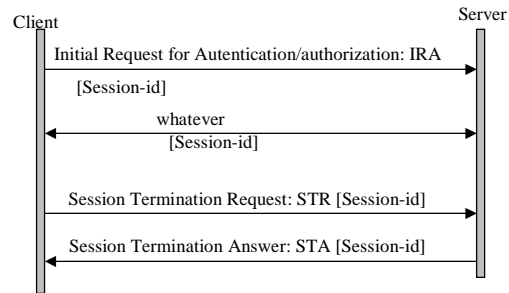 Client
Server
Initial Request for Autentication/authorization: IRA
[Session-id]
whatever
[Session-id]
Session Termination Request: STR [Session-id]
Session Termination Answer: STA [Session-id]